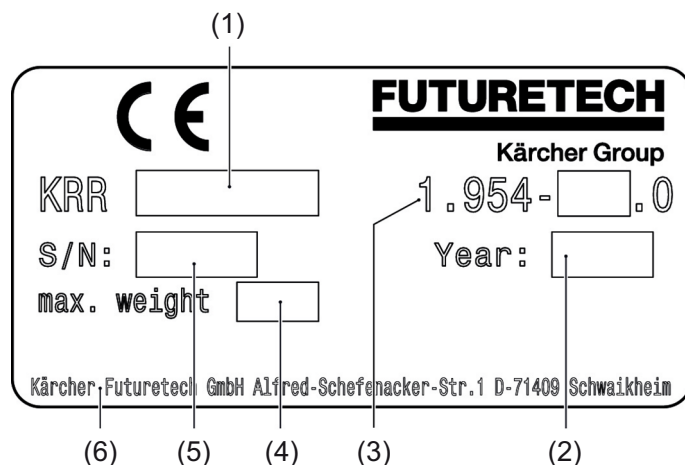 (1)
CE FUTURETECH
Kärcher Group
KRR 1.954- .0
S/N: Year:
max. weight
Kärcher Futuretech GmbH Alfred-Schefenacker-Str.1 D-71409 Schwaikheim
(6) (5) (4) (3) (2)